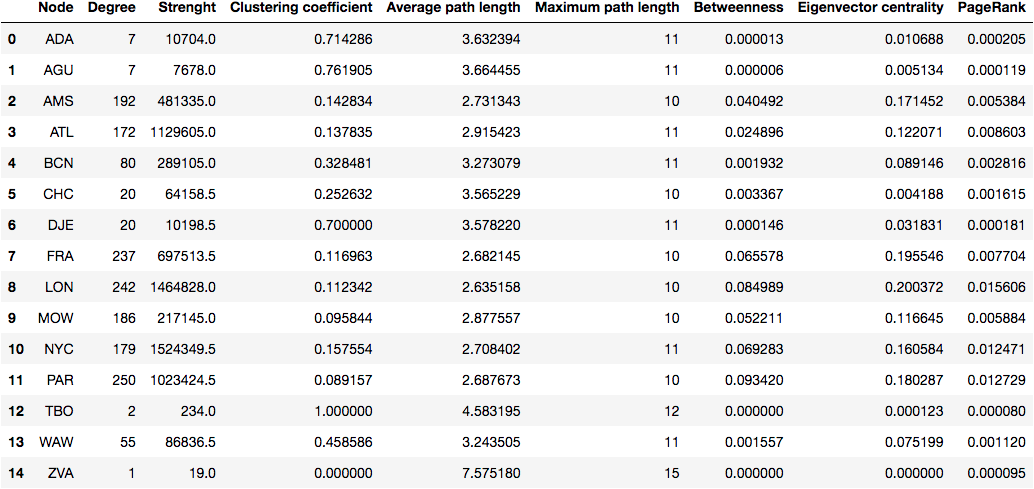 Node Degree Strenght Clustering coefficient Average path length Maximum path length Betweenness Eigenvector centrality PageRank
0 ADA 7 10704.0 0.714286 3.632394 11 0.000013 0.010688 0.000205
1 AGU 7 7678.0 0.761905 3.664455 11 0.000006 0.005134 0.000119
2 AMS 192 481335.0 0.142834 2.731343 10 0.040492 0.171452 0.005384
3 ATL 172 1129605.0 0.137835 2.915423 11 0.024896 0.122071 0.008603
4 BCN 80 289105.0 0.328481 3.273079 11 0.001932 0.089146 0.002816
5 CHC 20 64158.5 0.252632 3.565229 10 0.003367 0.004188 0.001615
6 DJE 20 10198.5 0.700000 3.578220 11 0.000146 0.031831 0.000181
7 FRA 237 697513.5 0.116963 2.682145 10 0.065578 0.195546 0.007704
8 LON 242 1464828.0 0.112342 2.635158 10 0.084989 0.200372 0.015606
9 MOW 186 217145.0 0.095844 2.877557 10 0.052211 0.116645 0.005884
10 NYC 179 1524349.5 0.157554 2.708402 11 0.069283 0.160584 0.012471
11 PAR 250 1023424.5 0.089157 2.687673 10 0.093420 0.180287 0.012729
12 TBO 2 234.0 1.000000 4.583195 12 0.000000 0.000123 0.000080
13 WAW 55 86836.5 0.458586 3.243505 11 0.001557 0.075199 0.001120
14 ZVA 1 19.0 0.000000 7.575180 15 0.000000 0.000000 0.000095